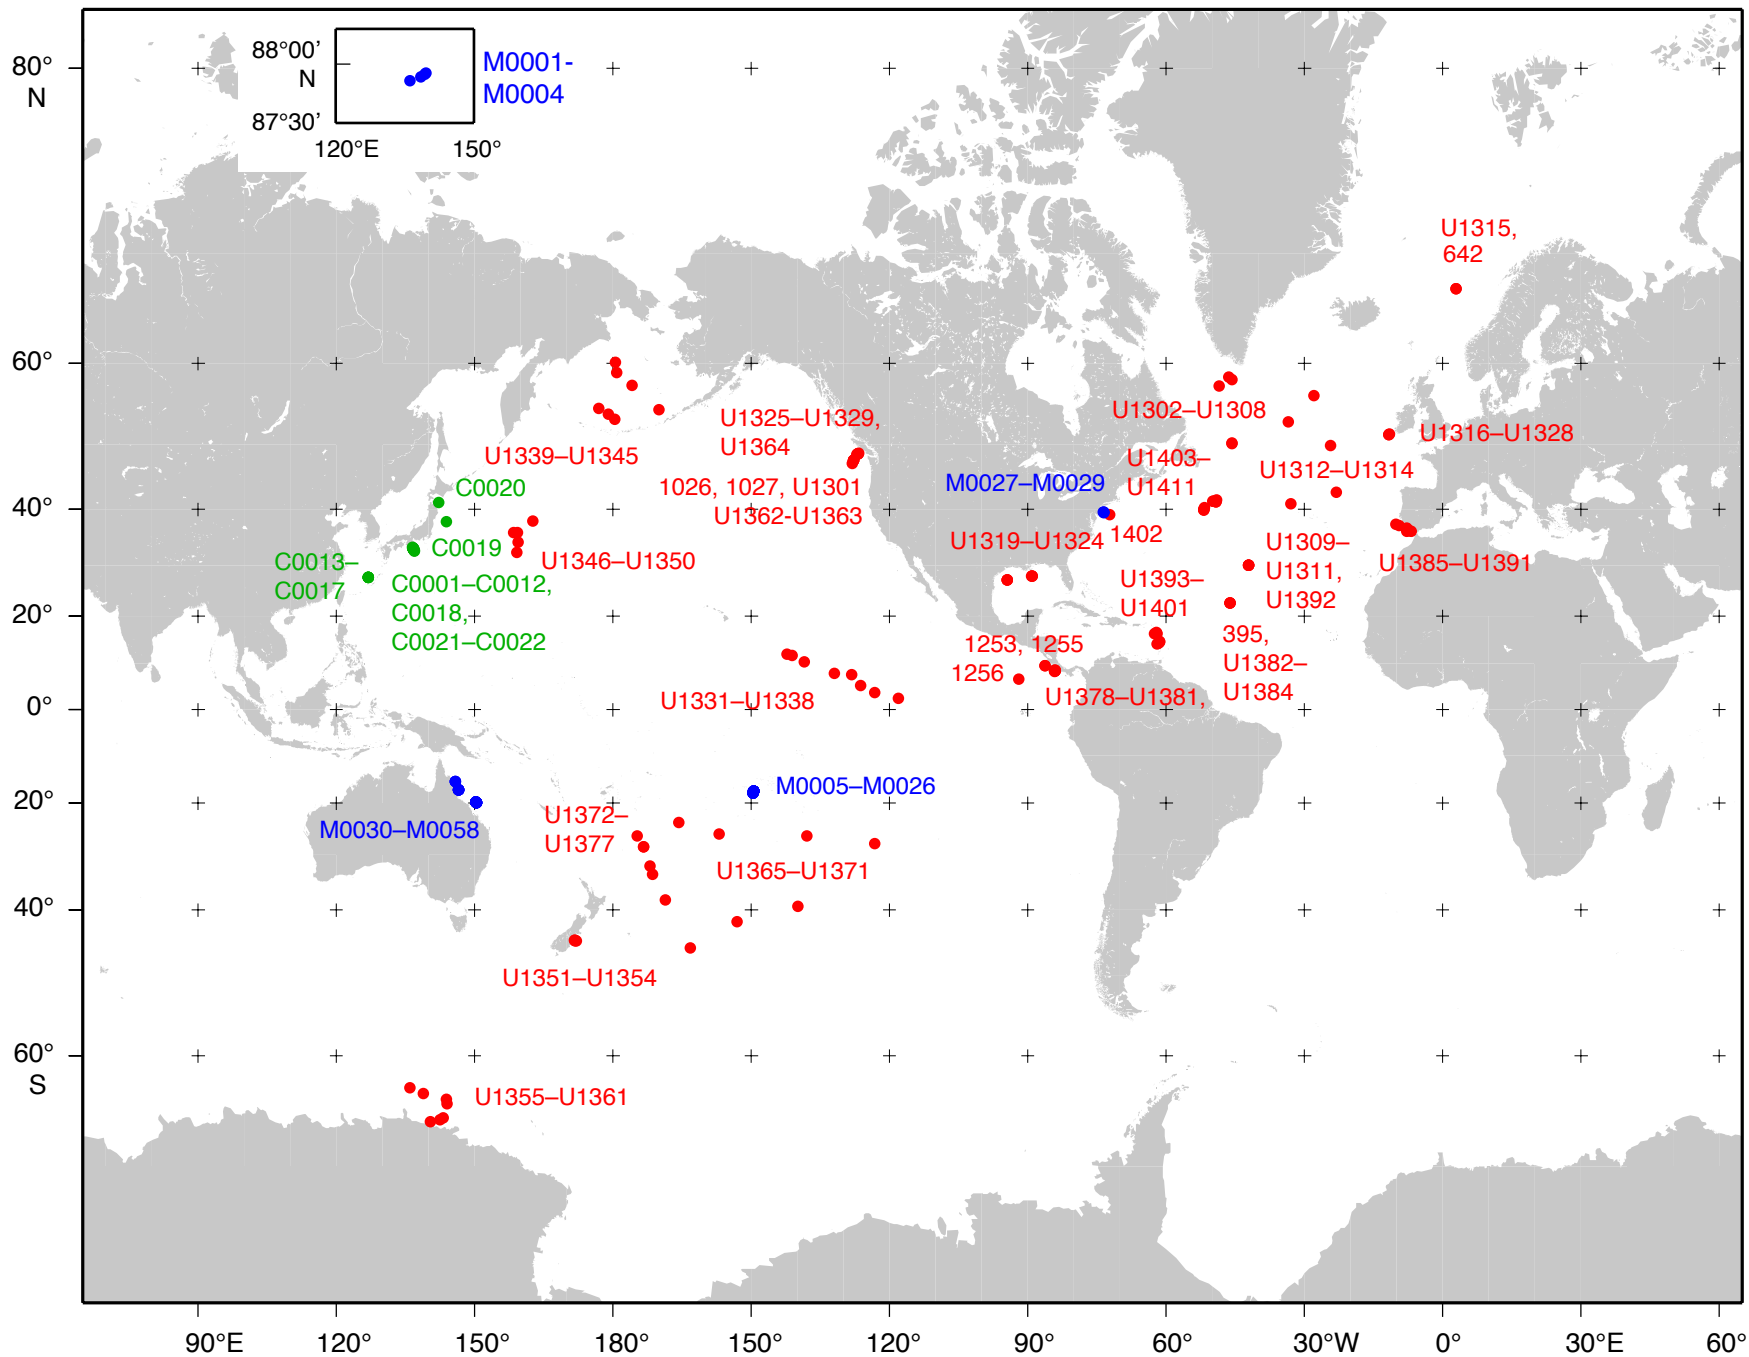 88°00'
N
87°30'
120°E 150°
M0001-
M0004
80°
N
60°
40°
20°
0°
20°
40°
60°
S
U1315,
642
U1339–U1345
U1325–U1329,
U1364
1026, 1027, U1301
U1362-U1363
U1302–U1308
U1316–U1328
U1403–
U1411
U1312–U1314
M0027–M0029
C0020
C0019
C0013–
C0017
C0001–C0012,
C0018,
C0021–C0022
U1346–U1350
U1319–U1324
1402
U1309–
U1311,
U1392
U1385–U1391
U1393–
U1401
395,
U1382–
U1384
1253, 1255
1256
U1378–U1381,
U1331–U1338
M0005–M0026
M0030–M0058
U1372–
U1377
U1365–U1371
U1351–U1354
U1355–U1361
90°E 120° 150° 180° 150° 120° 90° 60° 30°W 0° 30°E 60°